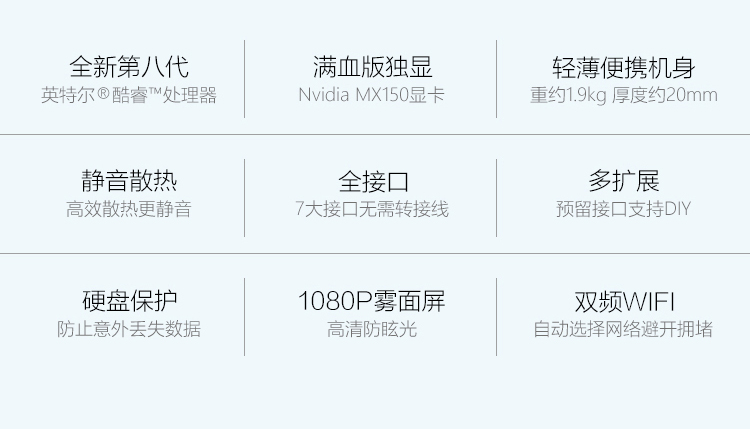 全新第八代
英特尔®酷睿™处理器
满血版独显
Nvidia MX150显卡
轻薄便携机身
重约1.9kg 厚度约20mm
静音散热
高效散热更静音
全接口
7大接口无需转接线
多扩展
预留接口支持DIY
硬盘保护
防止意外丢失数据
1080P雾面屏
高清防眩光
双频WIFI
自动选择网络避开拥堵